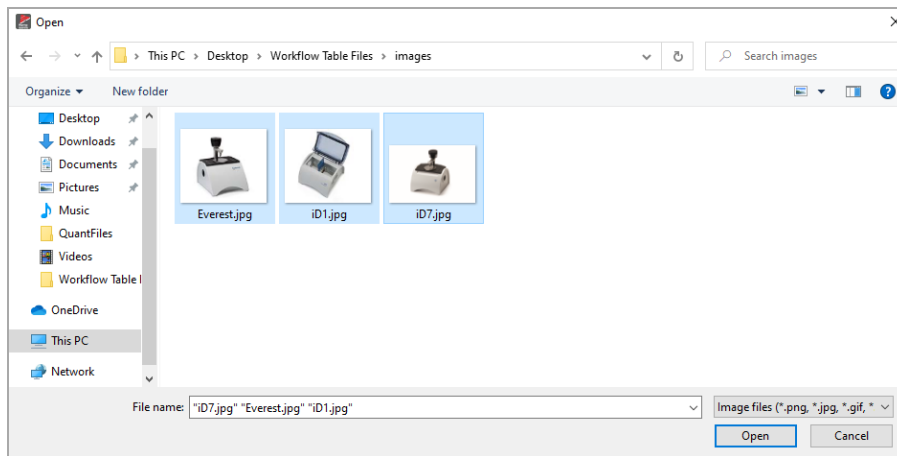 Open
This PC > Desktop > Workflow Table Files > images
Search images
Organize
New folder
Desktop
Downloads
Documents
Pictures
Music
QuantFiles
Videos
Workflow Table
OneDrive
This PC
Network
Everest.jpg
iD1.jpg
iD7.jpg
File name:
"iD7.jpg" "Everest.jpg" "iD1.jpg"
Image files (*.png, *.jpg, *.gif, *
Open
Cancel